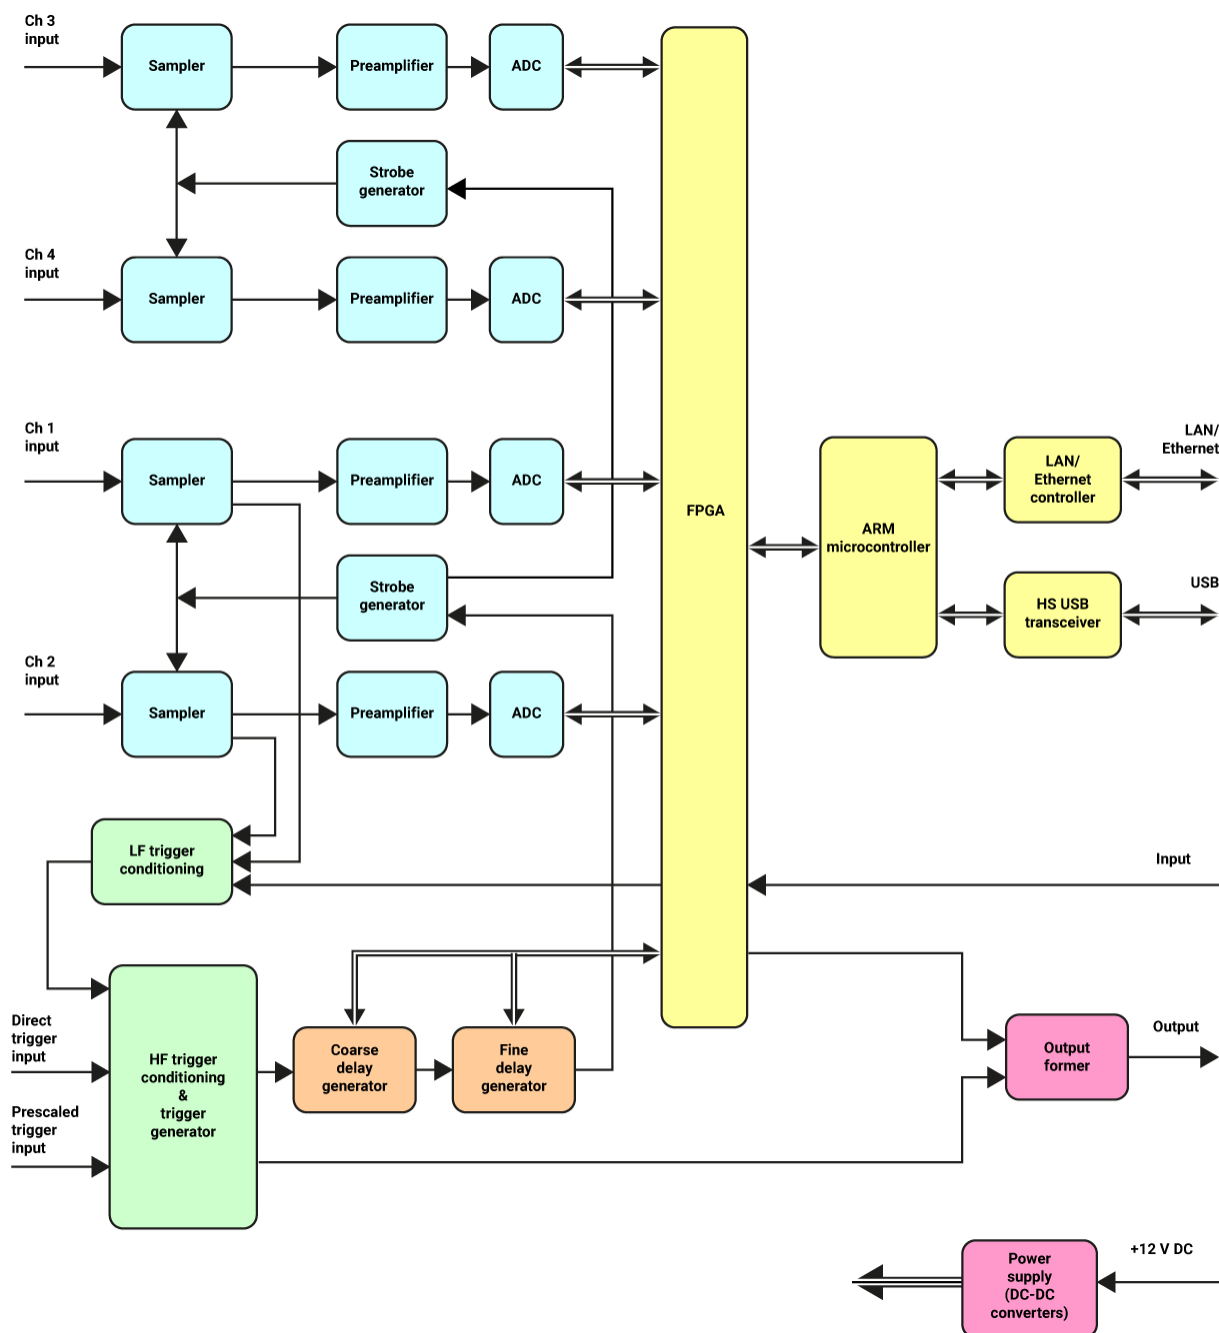 Ch 3
input
Sampler
Preamplifier
ADC
Strobe
generator
Ch 4
input
Sampler
Preamplifier
ADC
Ch 1
input
Sampler
Preamplifier
ADC
Strobe
generator
Ch 2
input
Sampler
Preamplifier
ADC
FPGA
ARM
microcontroller
LAN/
Ethernet
controller
LAN/
Ethernet
HS USB
transceiver
USB
LF trigger
conditioning
Input
Direct
trigger
input
Prescaled
trigger
input
HF trigger
conditioning
&
trigger
generator
Coarse
delay
generator
Fine
delay
generator
Output
former
Output
Power
supply
(DC-DC
converters)
+12 V DC